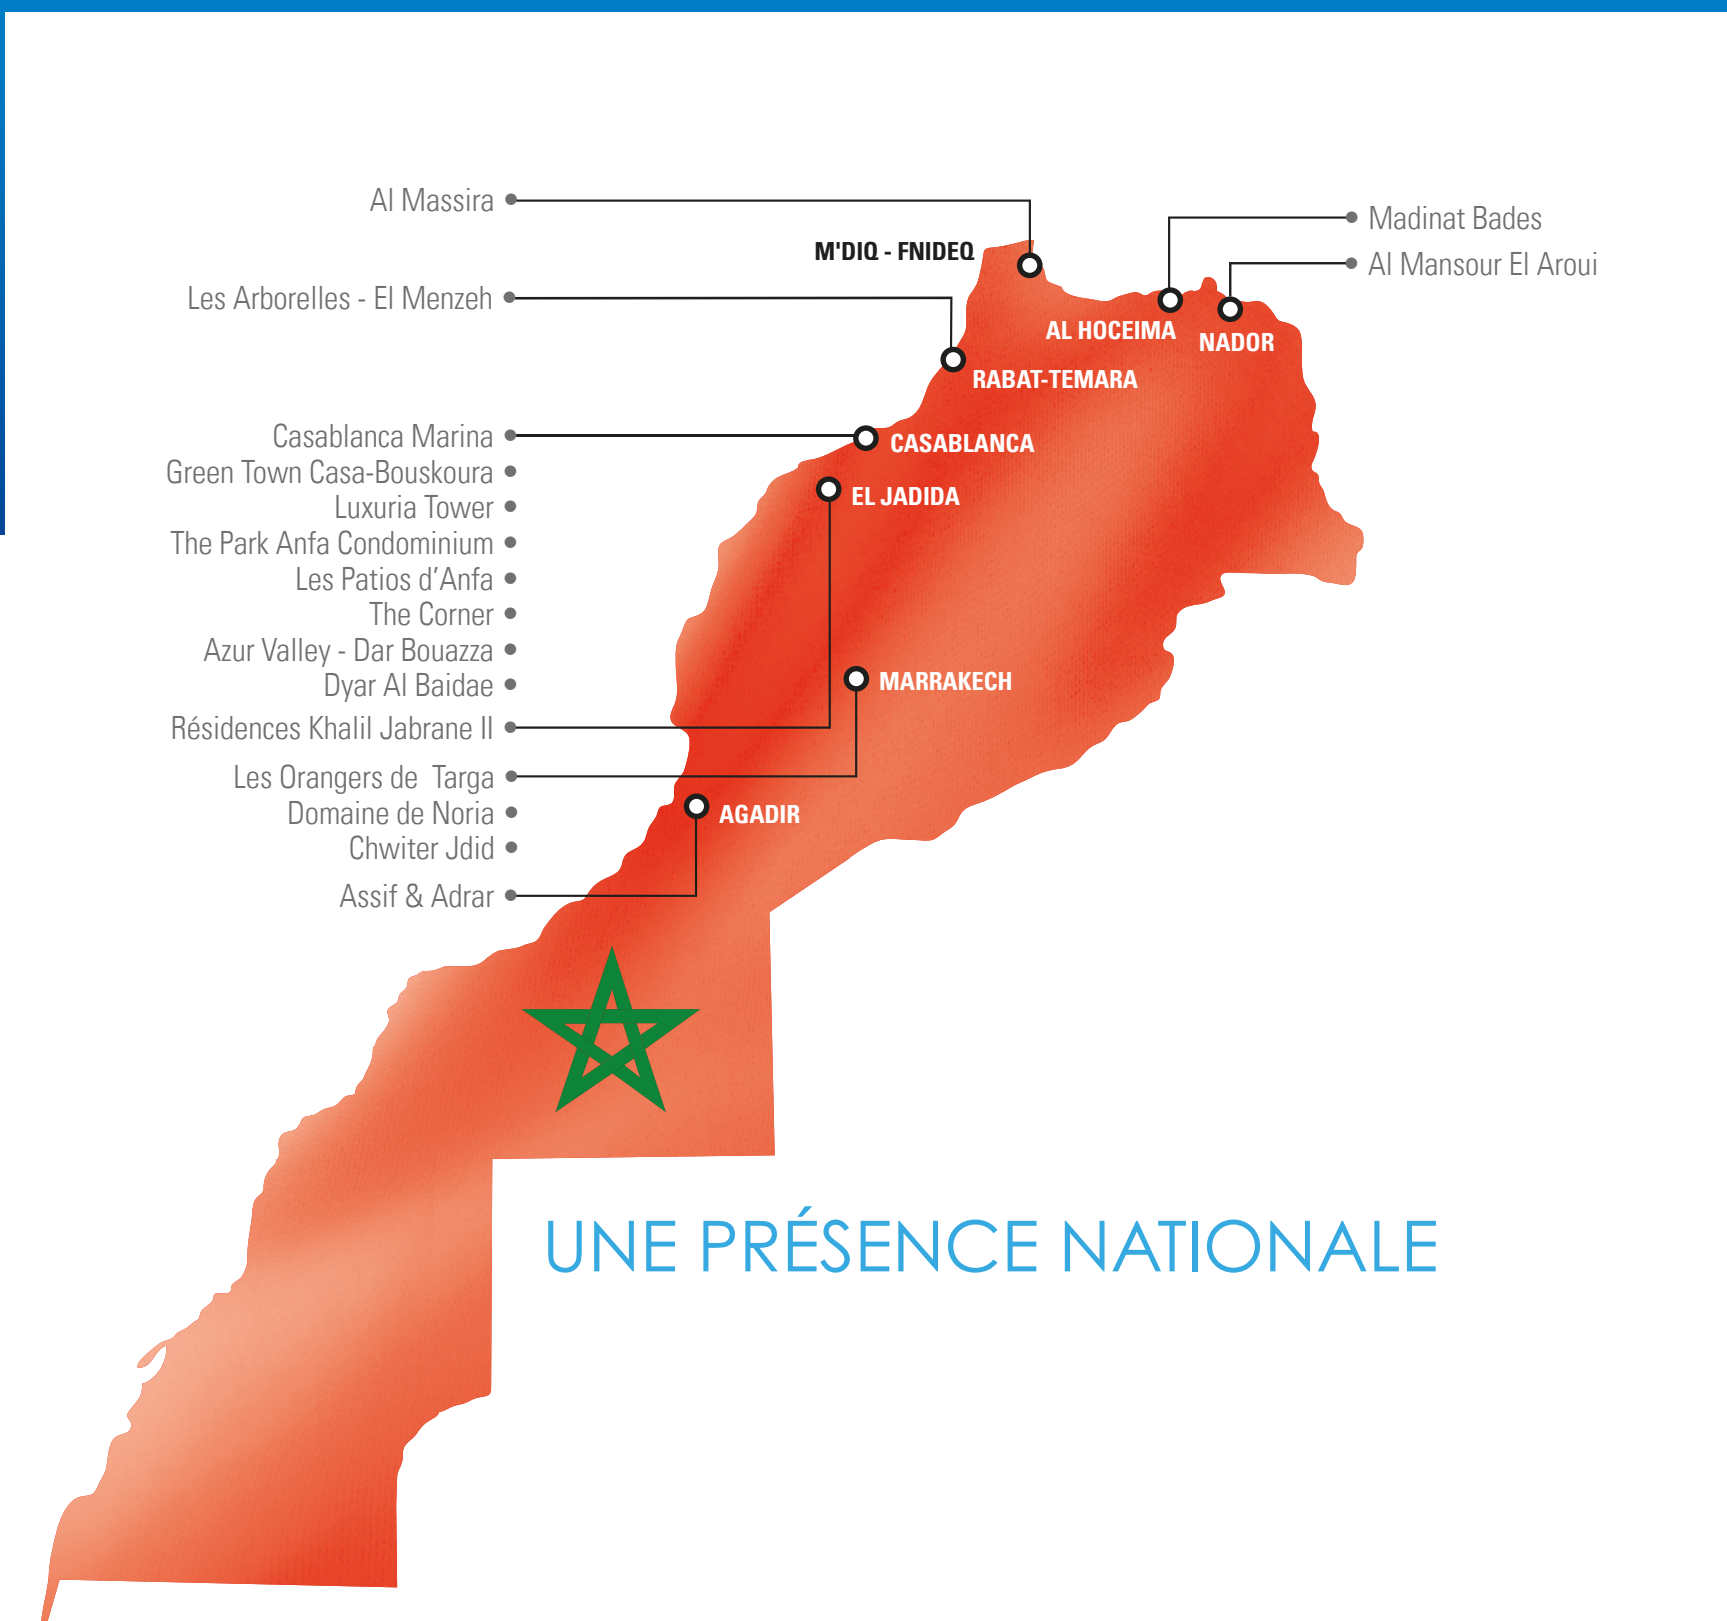 Al Massira
Madinat Bades
M'DIQ - FNIDEQ
Al Mansour El Aroui
Les Arborelles - El Menzeh
AL HOCEIMA
NADOR
RABAT-TEMARA
Casablanca Marina
CASABLANCA
Green Town Casa-Bouskoura
EL JADIDA
Luxuria Tower
The Park Anfa Condominium
Les Patios d’Anfa
The Corner
Azur Valley - Dar Bouazza
Dyar Al Baidae
MARRAKECH
Résidences Khalil Jabrane II
Les Orangers de Targa
Domaine de Noria
AGADIR
Chwiter Jdid
Assif & Adrar
UNE PRÉSENCE NATIONALE